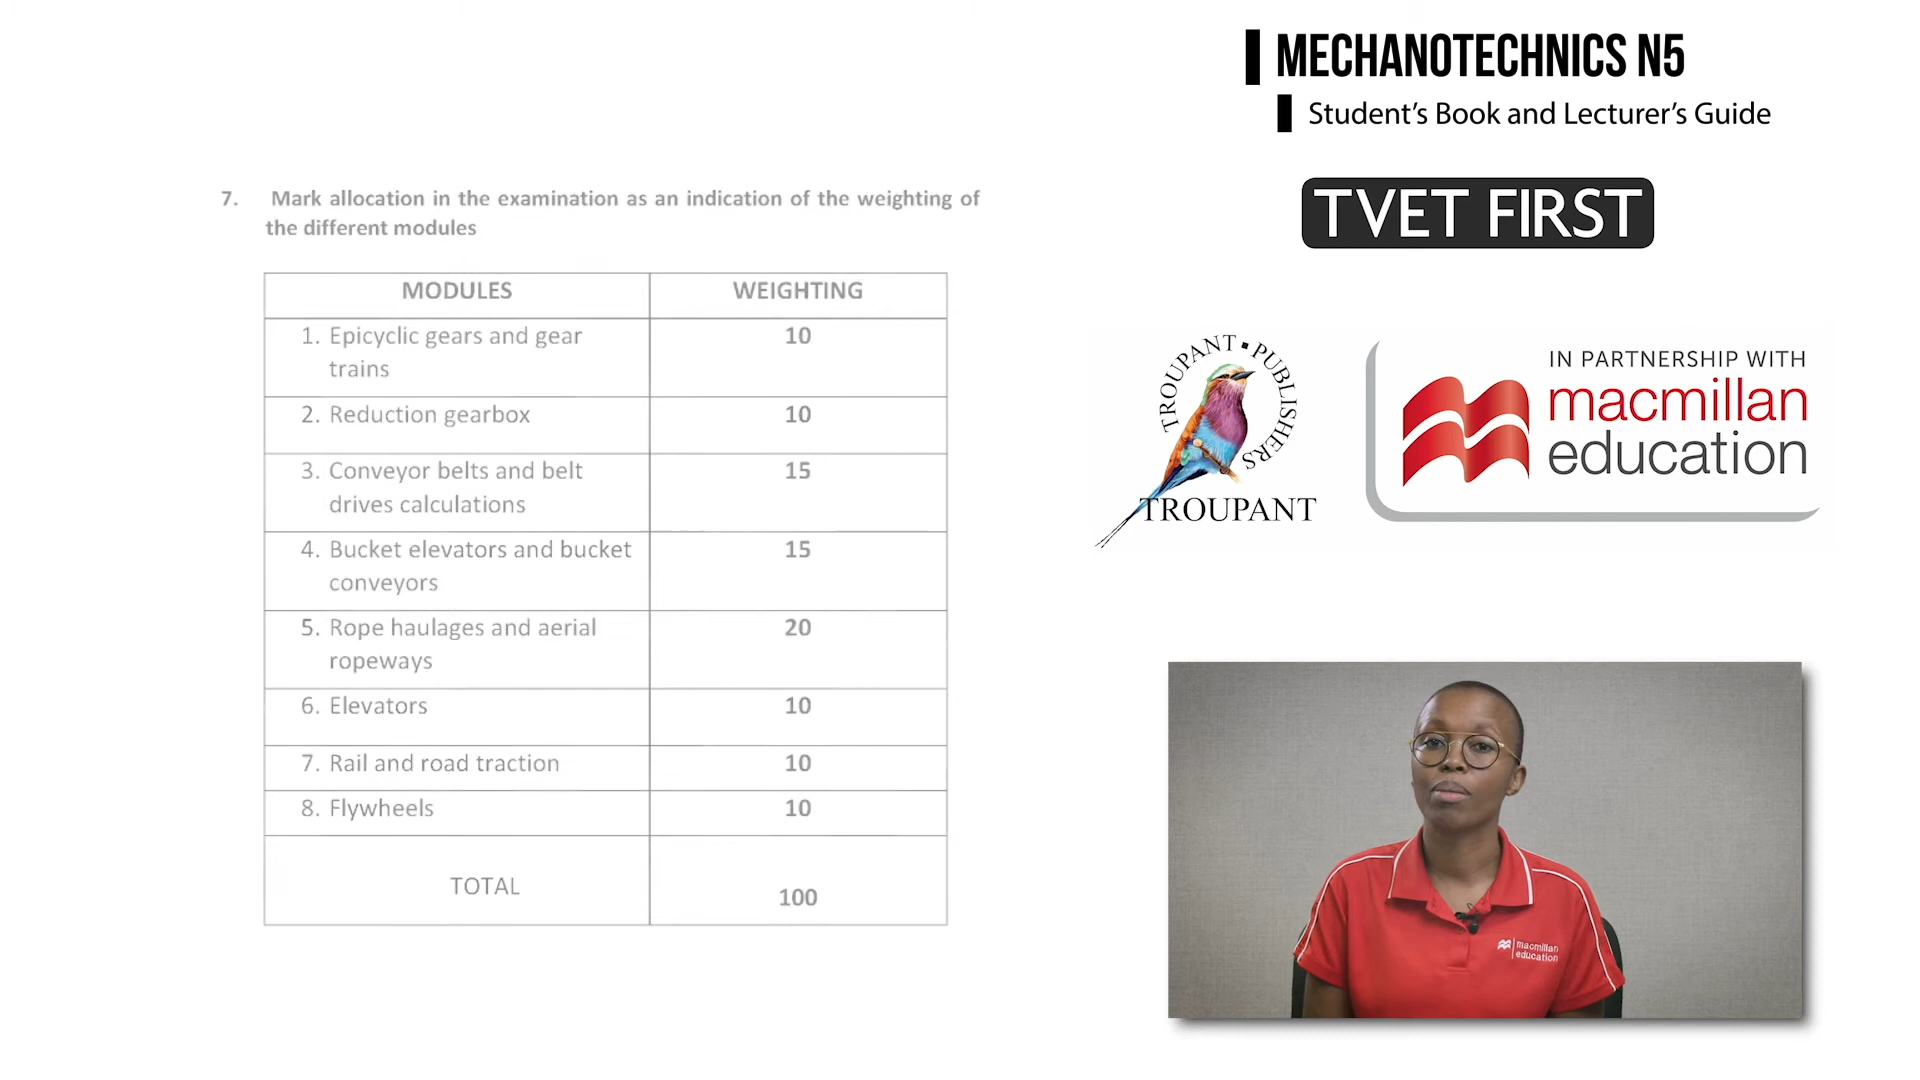 MECHANOTECHNICS N5
Student's Book and Lecturer's Guide
TVET FIRST
7. Mark allocation in the examination as an indication of the weighting of
the different modules
MODULES WEIGHTING
1. Epicyclic gears and gear 10
trains
2. Reduction gearbox 10
3. Conveyor belts and belt 15
drives calculations
4. Bucket elevators and bucket 15
conveyors
5. Rope haulages and aerial 20
ropeways
6. Elevators 10
7. Rail and road traction 10
8. Flywheels 10
TOTAL 100
TROUPANT ▪ PUBLISHERS
TROUPANT
IN PARTNERSHIP WITH
macmillan
education
macmillan
education